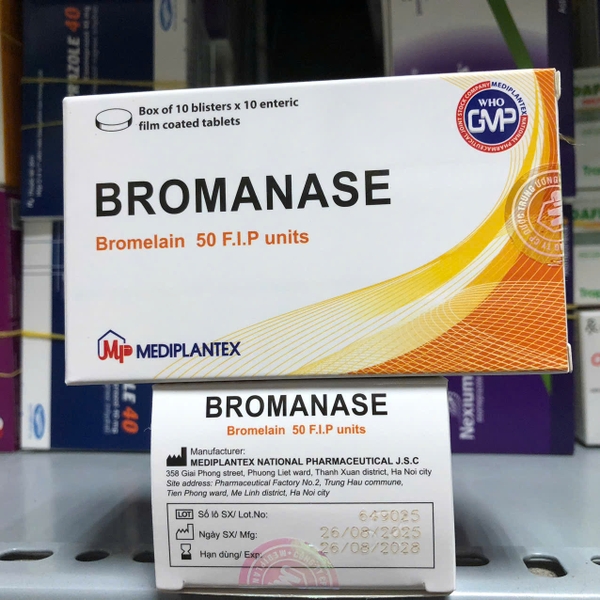 Box of 10 blisters x 10 enteric
film coated tablets
WHO
GMP
BROMANASE
Bromelain 50 F.I.P units
MEDIPLANTEX
BROMANASE
Bromelain 50 F.I.P units
Manufacturer:
MEDIPLANTEX NATIONAL PHARMACEUTICAL J.S.C
358 Giai Phong street, Phuong Liet ward, Thanh Xuan district, Ha Noi city
Site address: Pharmaceutical Factory No.2, Trung Hau commune,
Tien Phong ward, Me Linh district, Ha Noi city
LOT Số lô SX/ Lot.No: 649025
Ngày SX/ Mfg: 26/08/2025
Hạn dùng/ Exp: 26/08/2028
40
40
Nexium